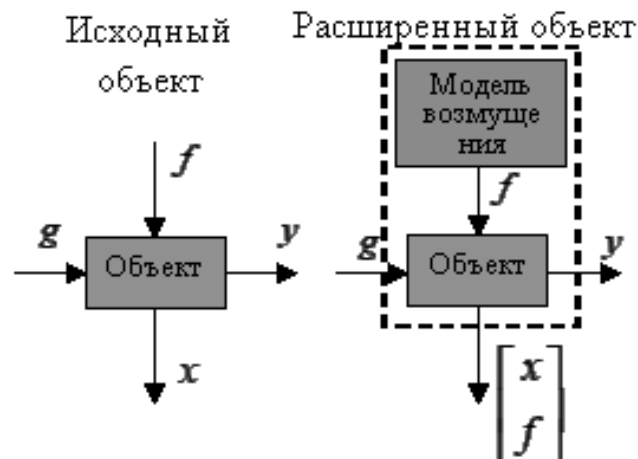 Исходный
объект
f
g
Объект
y
x
Расширенный объект
Модель
возмуще
ния
f
g
Объект
y
x
f